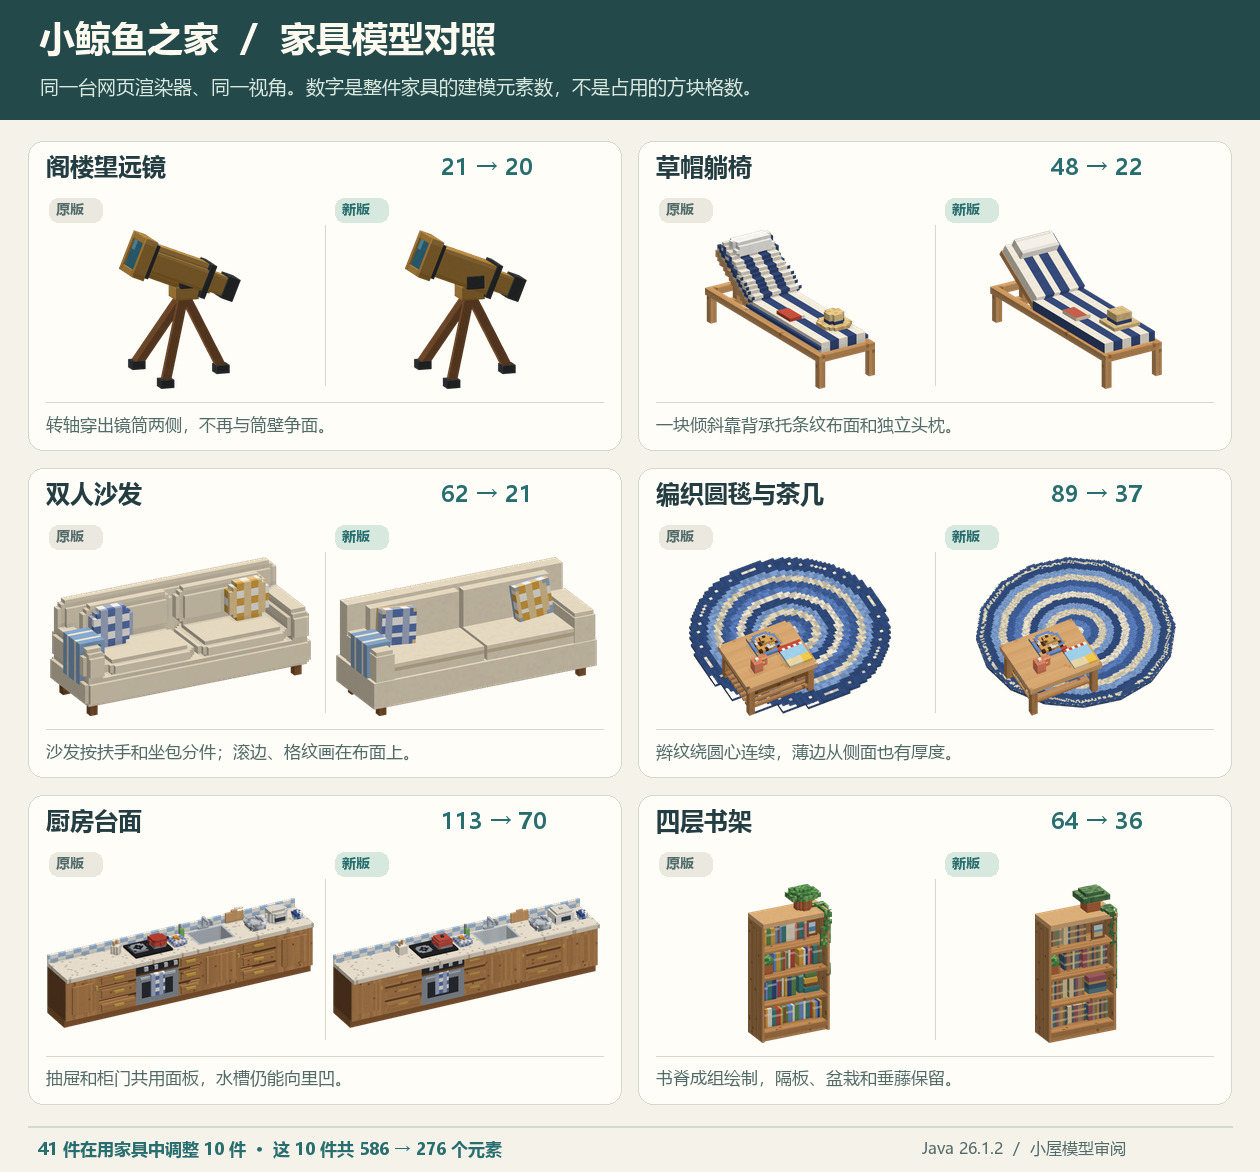 小鲸鱼之家 / 家具模型对照
同一台网页渲染器、同一视角。数字是整件家具的建模元素数，不是占用的方块格数。
阁楼望远镜 21 → 20
原版 新版
转轴穿出镜筒两侧，不再与筒壁争面。
草帽躺椅 48 → 22
原版 新版
一块倾斜靠背承托条纹布面和独立头枕。
双人沙发 62 → 21
原版 新版
沙发按扶手和坐包分件；滚边、格纹画在布面上。
编织圆毯与茶几 89 → 37
原版 新版
辫纹绕圆心连续，薄边从侧面也有厚度。
厨房台面 113 → 70
原版 新版
抽屉和柜门共用面板，水槽仍能向里凹。
四层书架 64 → 36
原版 新版
书脊成组绘制，隔板、盆栽和垂藤保留。
41 件在用家具中调整 10 件 • 这 10 件共 586 → 276 个元素
Java 26.1.2 / 小屋模型审阅